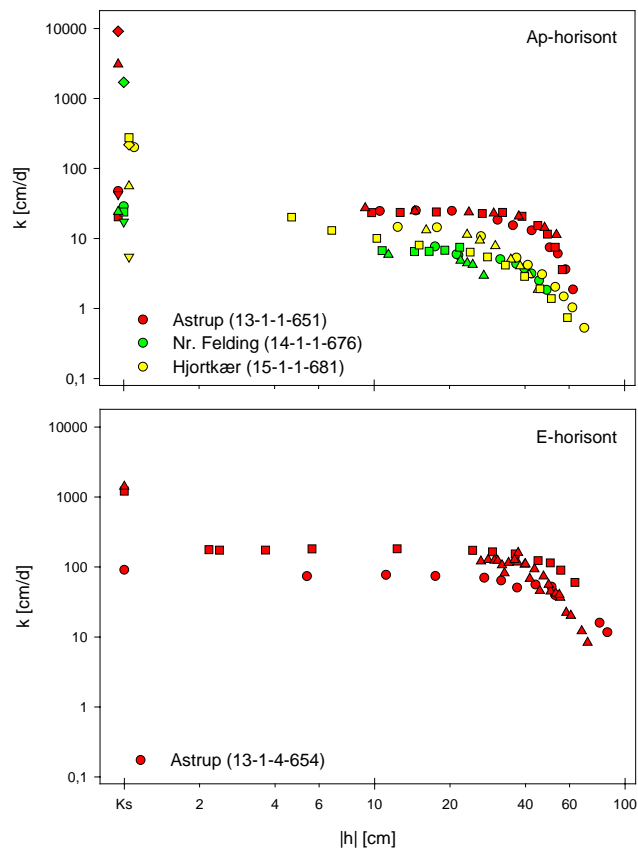 Ap-horisont
10000
1000
100
10
1
0,1
k [cm/d]
Astrup (13-1-1-651)
Nr. Felding (14-1-1-676)
Hjortkær (15-1-1-681)
E-horisont
10000
1000
100
10
1
0,1
k [cm/d]
Astrup (13-1-4-654)
Ks 2 4 6 10 20 40 60 100
|h| [cm]